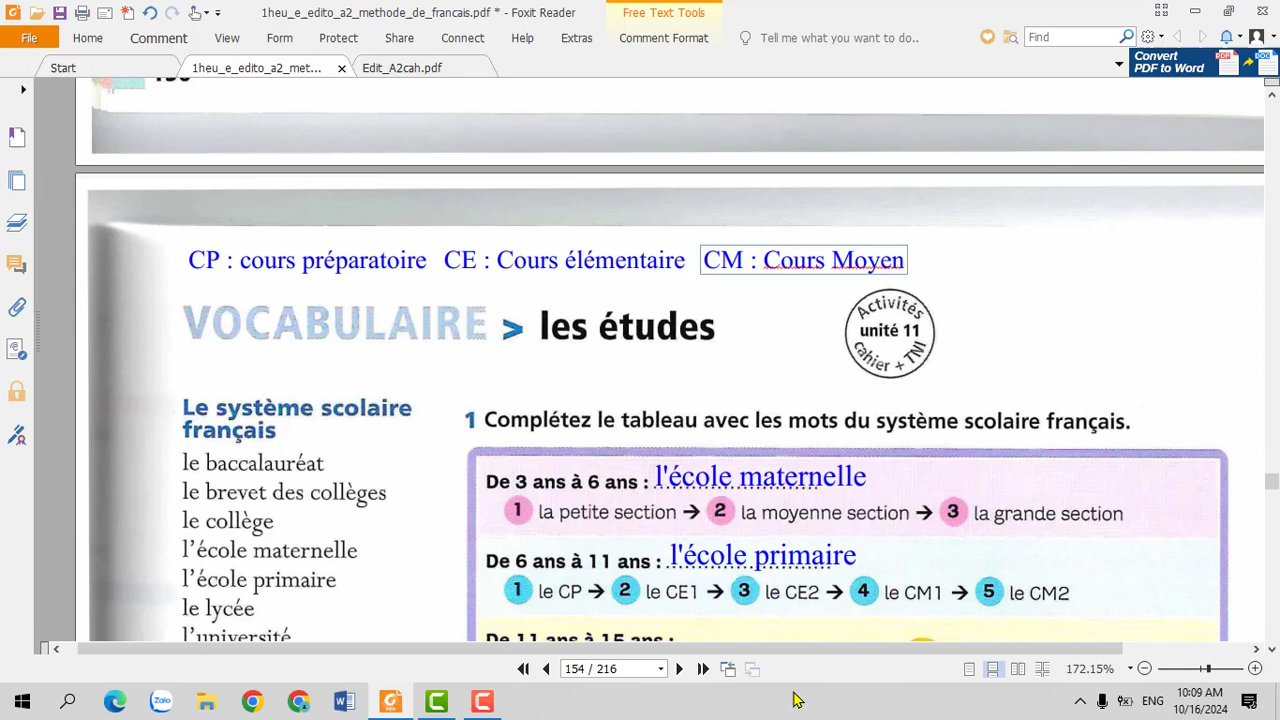 1heu_e_edito_a2_methode_de_francais.pdf * - Foxit Reader
Free Text Tools
File Home Comment View Form Protect Share Connect Help Extras Comment Format Tell me what you want to do.. Find
Start 1heu_e_edito_a2_met... Edit_A2cah.pdf
Convert
PDF to Word
CP : cours préparatoire CE : Cours élémentaire CM : Cours Moyen
VOCABULAIRE > les études
Activités
unité 11
cahier + TNI
Le système scolaire
français
le baccalauréat
le brevet des collèges
le collège
l'école maternelle
l'école primaire
le lycée
l'université
1 Complétez le tableau avec les mots du système scolaire français.
De 3 ans à 6 ans : l'école maternelle
1 la petite section → 2 la moyenne section → 3 la grande section
De 6 ans à 11 ans : l'école primaire
1 le CP → 2 le CE1 → 3 le CE2 → 4 le CM1 → 5 le CM2
De 11 ans à 15 ans :
154 / 216
172.15%
Zalo
ENG
10:09 AM
10/16/2024